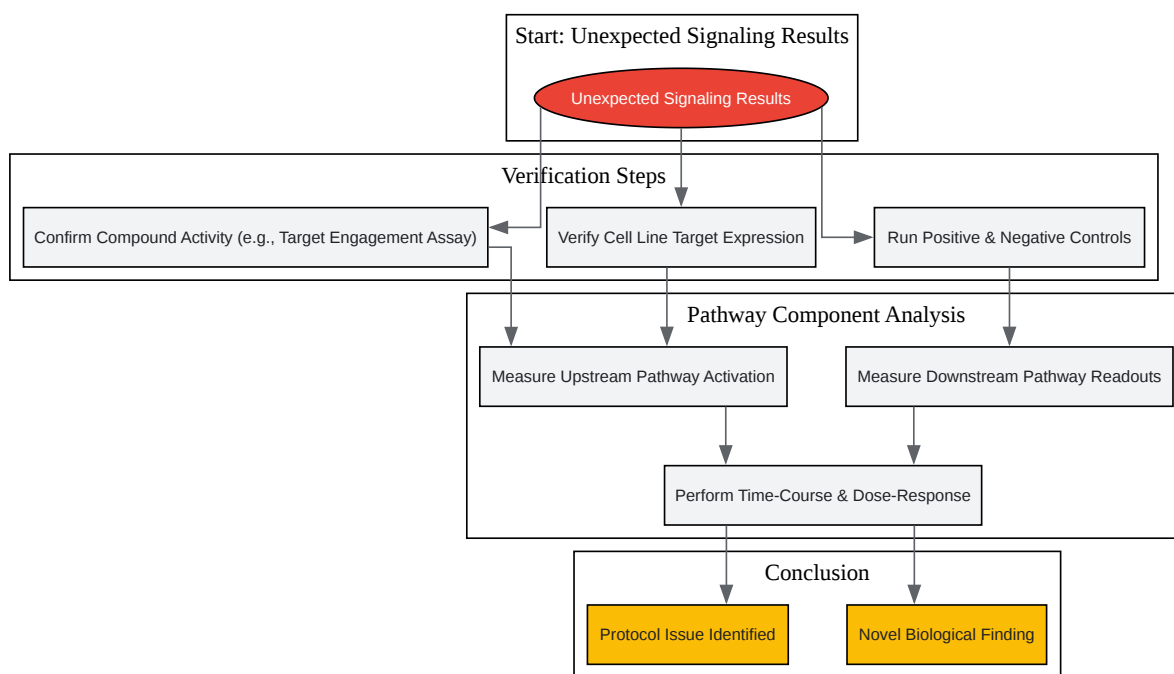 Start: Unexpected Signaling Results
Unexpected Signaling Results
Verification Steps
Confirm Compound Activity (e.g., Target Engagement Assay)
Verify Cell Line Target Expression
Run Positive & Negative Controls
Pathway Component Analysis
Measure Upstream Pathway Activation
Measure Downstream Pathway Readouts
Perform Time-Course & Dose-Response
Conclusion
Protocol Issue Identified
Novel Biological Finding